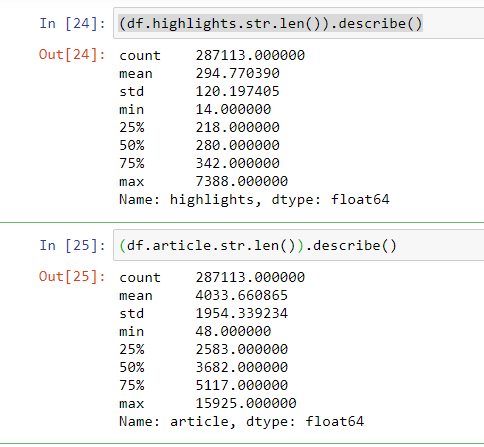 In [24]: (df.highlights.str.len()).describe()
Out[24]: count 287113.000000
mean 294.770390
std 120.197405
min 14.000000
25% 218.000000
50% 280.000000
75% 342.000000
max 7388.000000
Name: highlights, dtype: float64
In [25]: (df.article.str.len()).describe()
Out[25]: count 287113.000000
mean 4033.660865
std 1954.339234
min 48.000000
25% 2583.000000
50% 3682.000000
75% 5117.000000
max 15925.000000
Name: article, dtype: float64